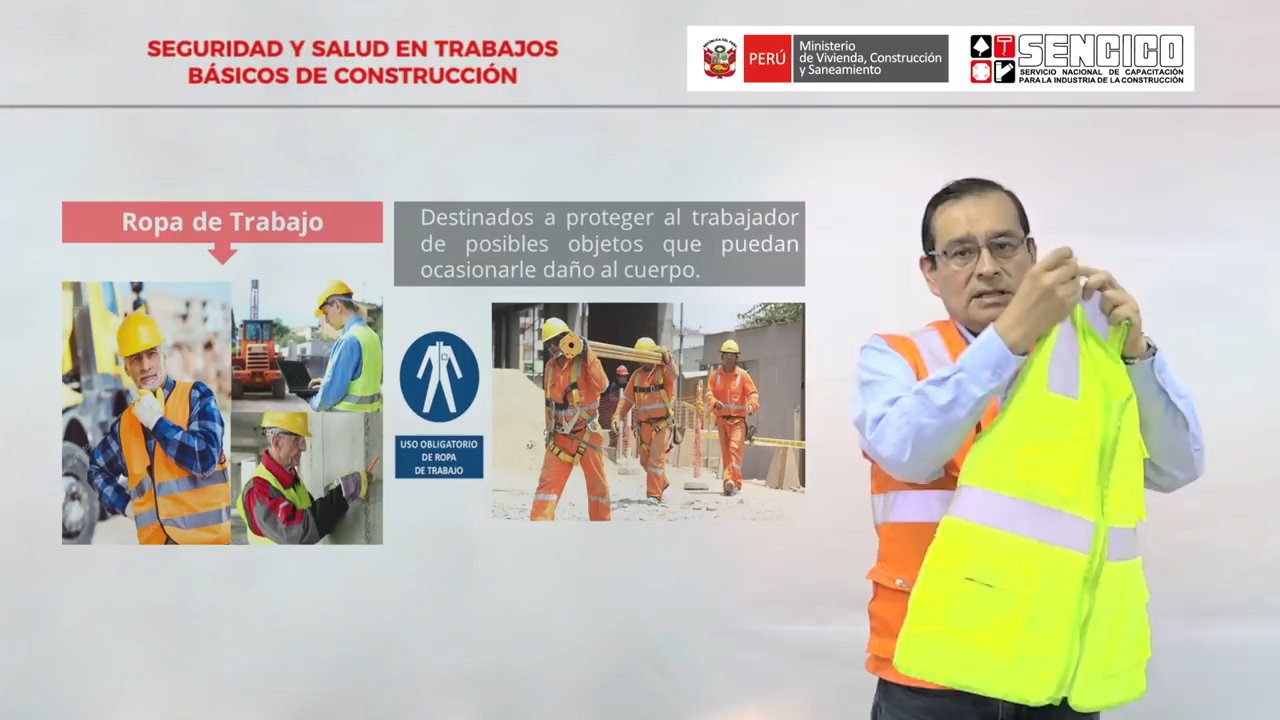 SEGURIDAD Y SALUD EN TRABAJOS
BÁSICOS DE CONSTRUCCIÓN
PERÚ
Ministerio
de Vivienda, Construcción
y Saneamiento
SENCICO
SERVICIO NACIONAL DE CAPACITACIÓN
PARA LA INDUSTRIA DE LA CONSTRUCCIÓN
Ropa de Trabajo
Destinados a proteger al trabajador
de posibles objetos que puedan
ocasionarle daño al cuerpo.
USO OBLIGATORIO
DE ROPA
DE TRABAJO